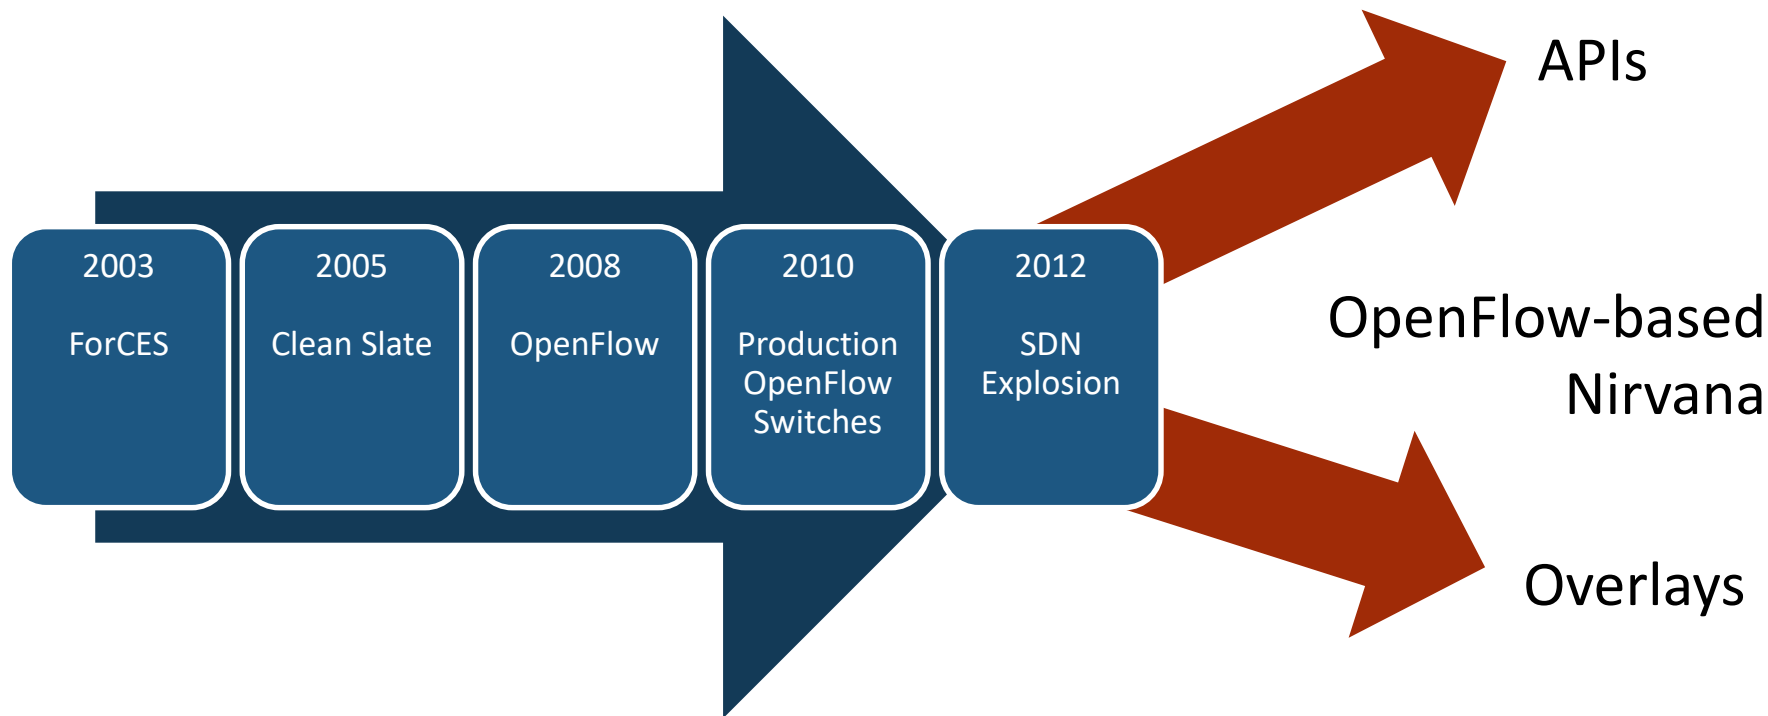 2003
ForCES
2005
Clean Slate
2008
OpenFlow
2010
Production
OpenFlow
Switches
2012
SDN
Explosion
APIs
OpenFlow-based
Nirvana
Overlays